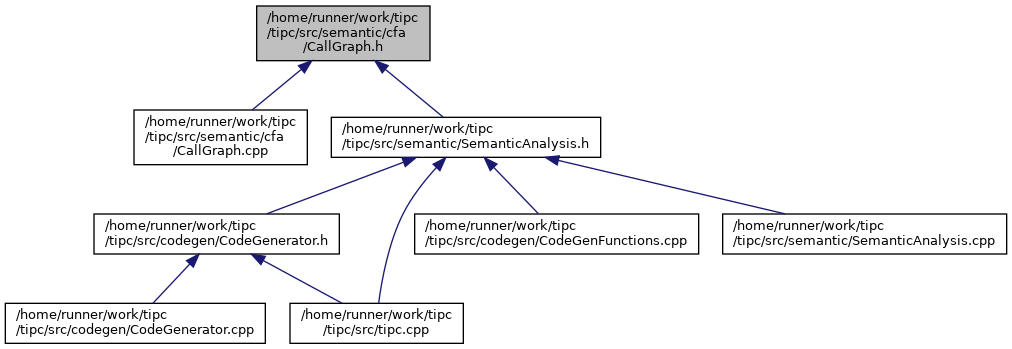 /home/runner/work/tipc
/tipc/src/semantic/cfa
/CallGraph.h
/home/runner/work/tipc
/tipc/src/semantic/cfa
/CallGraph.cpp
/home/runner/work/tipc
/tipc/src/semantic/SemanticAnalysis.h
/home/runner/work/tipc
/tipc/src/codegen/CodeGenerator.h
/home/runner/work/tipc
/tipc/src/codegen/CodeGenFunctions.cpp
/home/runner/work/tipc
/tipc/src/semantic/SemanticAnalysis.cpp
/home/runner/work/tipc
/tipc/src/codegen/CodeGenerator.cpp
/home/runner/work/tipc
/tipc/src/tipc.cpp